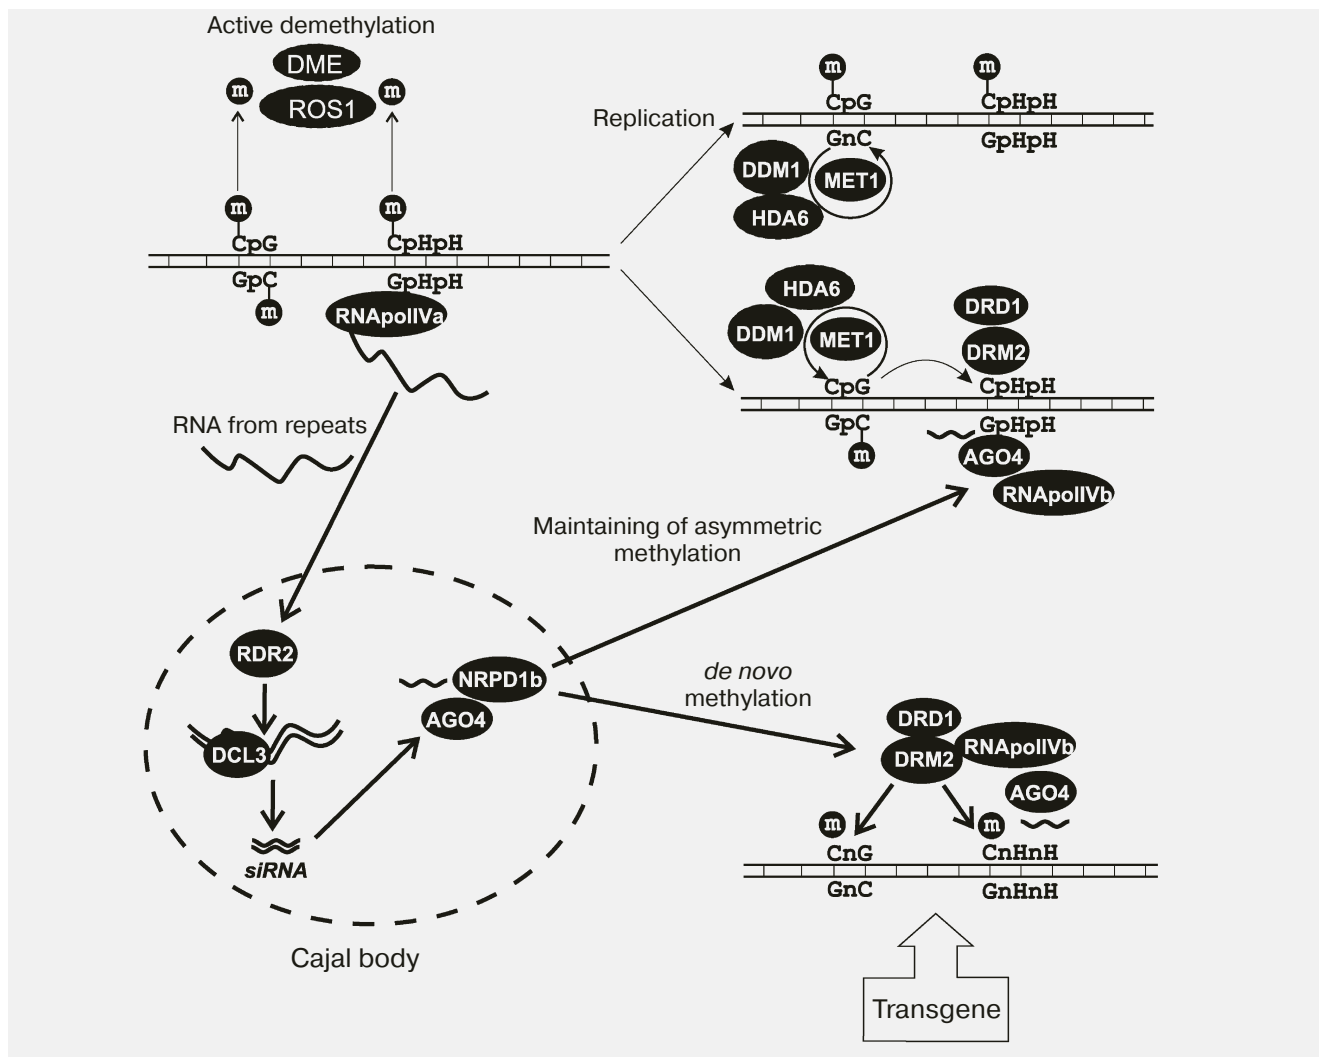 Active demethylation
DME
m
m
ROS1
m
m
CpG
CpHpH
GpC
GpHpH
m
RNApolIVa
RNA from repeats
Replication
m
m
CpG
CpHpH
GnC
GpHpH
DDM1
MET1
HDA6
HDA6
DDM1
MET1
DRD1
DRM2
CpG
CpHpH
GpC
GpHpH
m
AGO4
RNApolIVb
Maintaining of asymmetric
methylation
RDR2
NRPD1b
AGO4
DCL3
siRNA
Cajal body
de novo
methylation
DRD1
RNApolIVb
DRM2
AGO4
m
m
CnG
CnHnH
GnC
GnHnH
Transgene